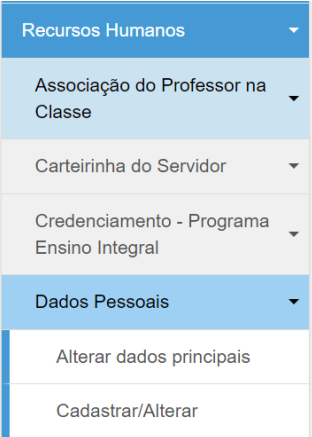 Recursos Humanos
Associação do Professor na
Classe
Carteirinha do Servidor
Credenciamento - Programa
Ensino Integral
Dados Pessoais
Alterar dados principais
Cadastrar/Alterar